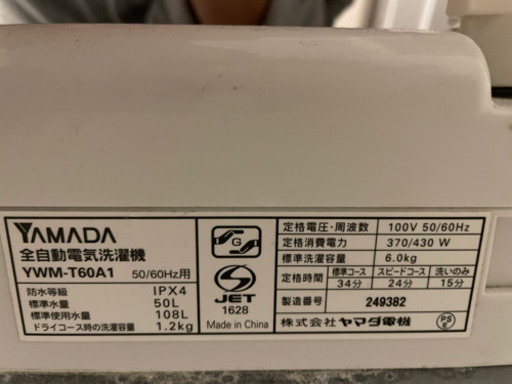 YAMADA
全自動電気洗濯機
YWM-T60A1 50/60Hz用
防水等級 IPX4
標準水量 50L
標準使用水量 108L
ドライコース時の洗濯容量 1.2kg
G
S
JET
1628
Made in China
定格電圧・周波数 100V 50/60Hz
定格消費電力 370/430 W
標準洗濯容量 6.0kg
定格時間 標準コース 34分 スピードコース 24分 洗いのみ 15分
製造番号 249382
株式会社 ヤマダ電機 PS E